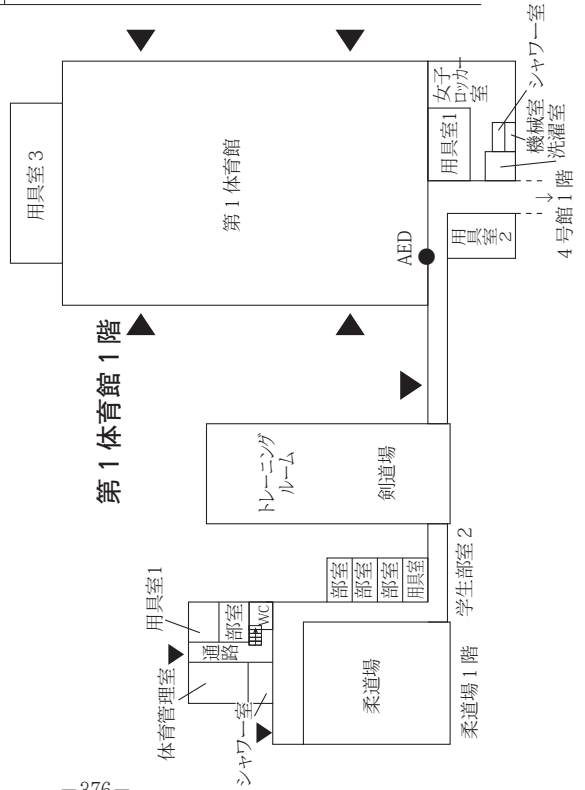 第1体育館1階
用具室3
第1体育館
女子
ロッカー
室
用具室1
シャワー室
機械室
洗濯室
4号館1階
用具
室2
AED
トレーニング
ルーム
剣道場
部室
部室
部室
用具室
学生部室2
用具室1
部室
WC
通路
体育管理室
シャワー室
柔道場
柔道場1階
－376－